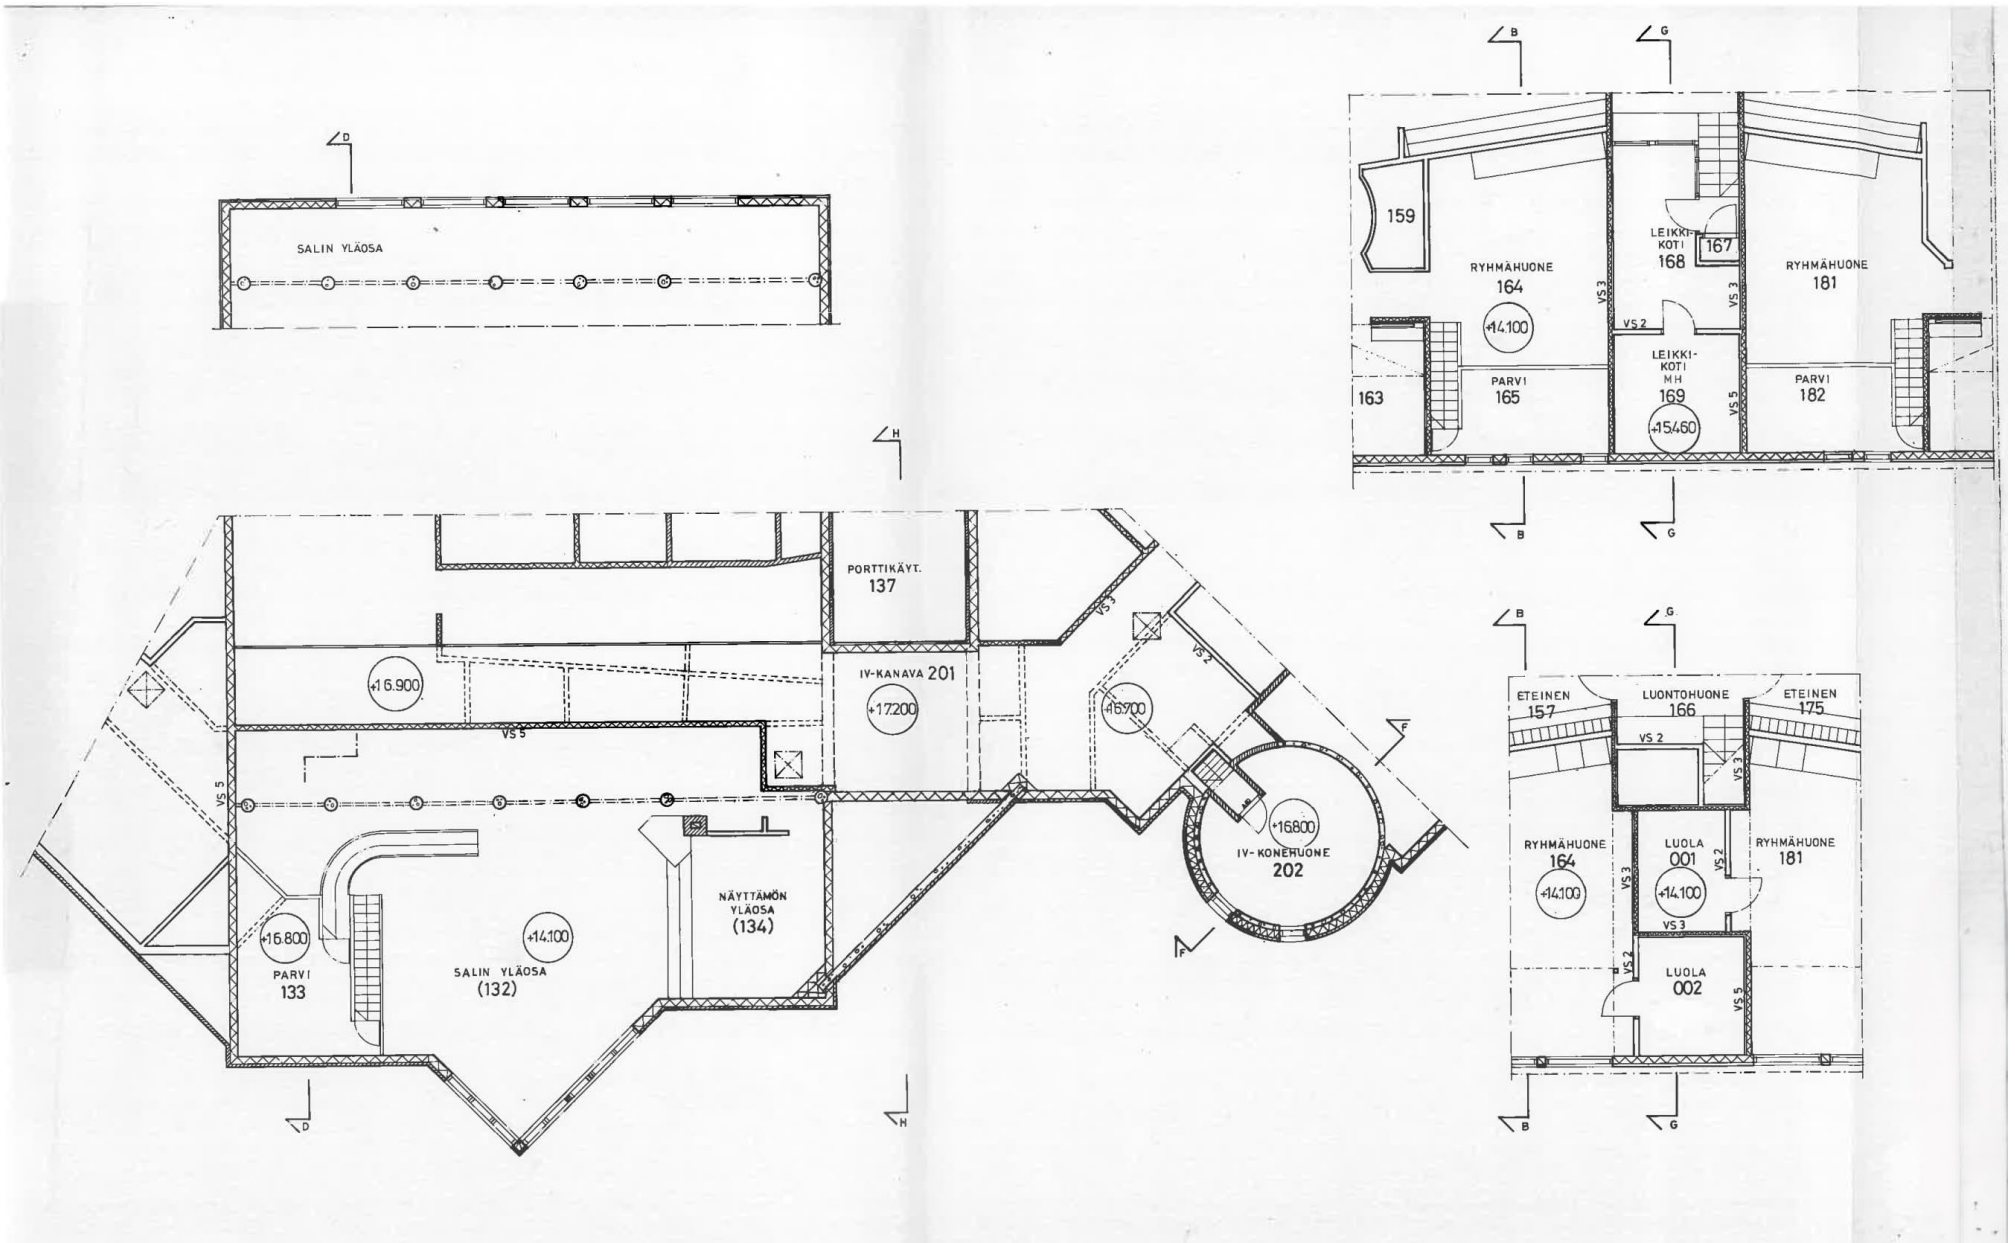 D
SALIN YLÄOSA
B
G
159
RYHMÄHUONE
164
+14.100
VS 3
LEIKKI-
KOTI
168
167
VS 3
VS 2
RYHMÄHUONE
181
163
PARVI
165
LEIKKI-
KOTI
MH
169
+15.460
VS 5
PARVI
182
B
G
H
PORTTIKÄYT.
137
VS 3
VS 2
+16.900
IV-KANAVA 201
+17.200
+16.700
VS 5
VS 5
F
+16.800
IV-KONEHUONE
202
F
NÄYTTÄMÖN
YLÄOSA
(134)
+16.800
PARVI
133
+14.100
SALIN YLÄOSA
(132)
D
H
B
G
ETEINEN
157
LUONTOHUONE
166
ETEINEN
175
VS 2
VS 3
RYHMÄHUONE
164
+14.100
VS 3
LUOLA
001
+14.100
VS 2
VS 3
RYHMÄHUONE
181
VS 2
LUOLA
002
VS 5
B
G